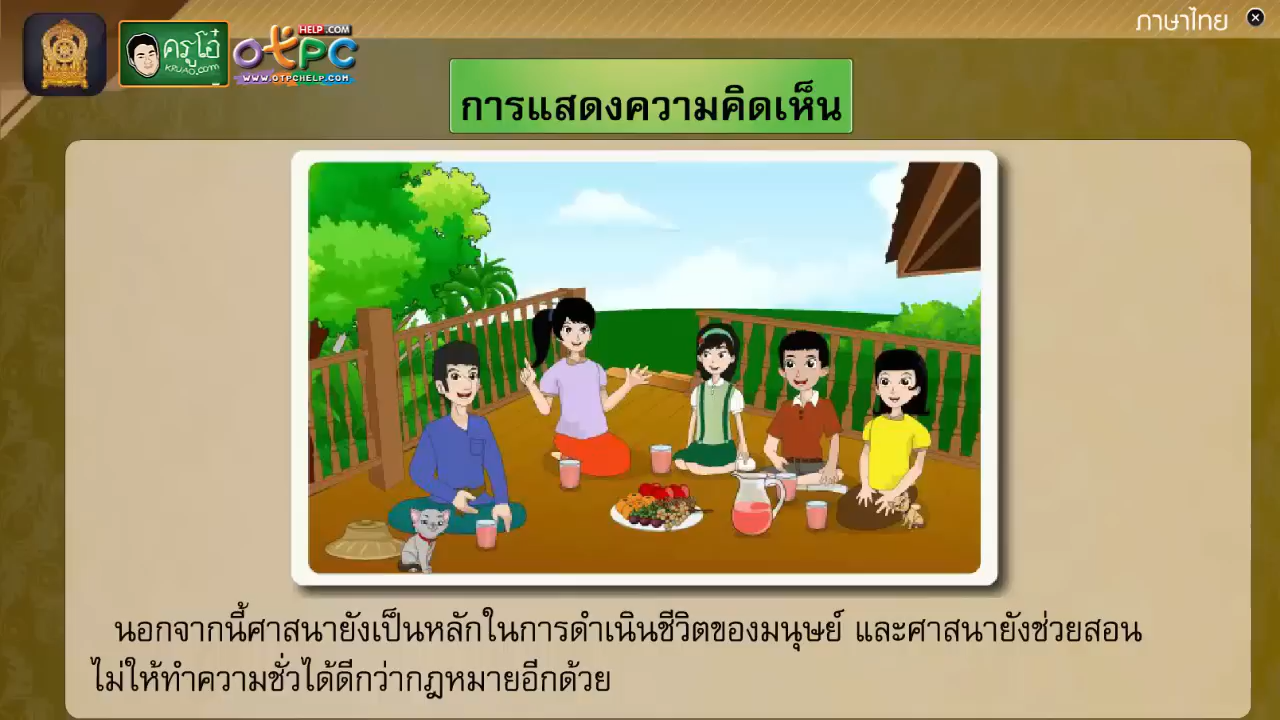 ภาษาไทย
ครูโอ๋
KRUAO.COM
HELP.COM
OTPC
WWW.OTPCHELP.COM
การแสดงความคิดเห็น
นอกจากนี้ศาสนายังเป็นหลักในการดำเนินชีวิตของมนุษย์ และศาสนายังช่วยสอน
ไม่ให้ทำความชั่วได้ดีกว่ากฎหมายอีกด้วย